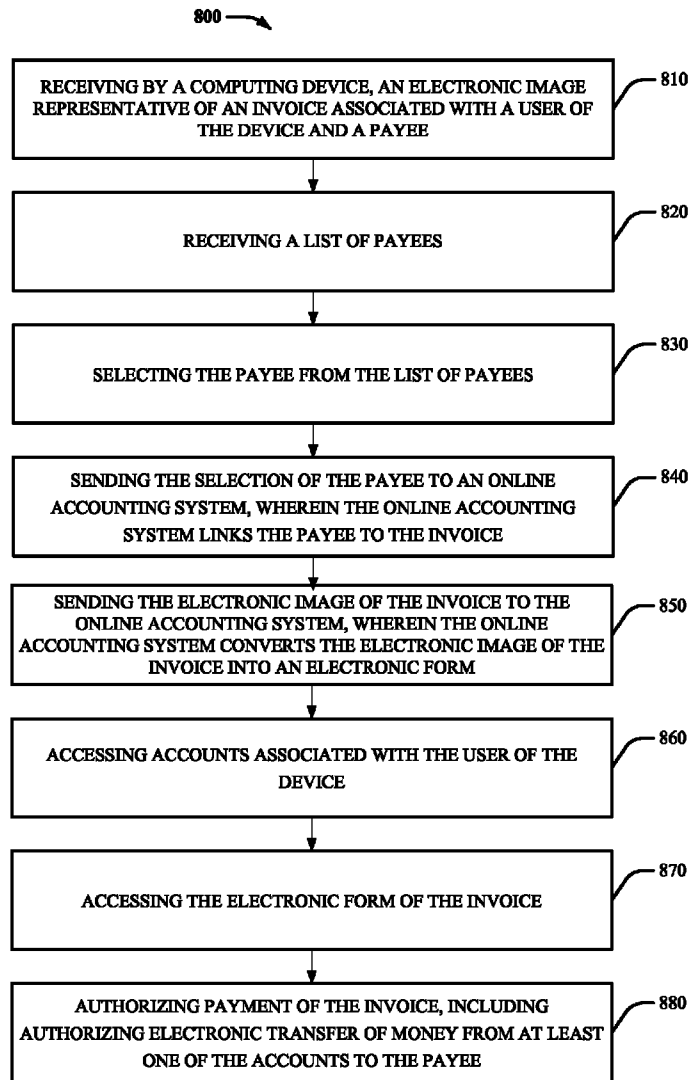 800
RECEIVING BY A COMPUTING DEVICE, AN ELECTRONIC IMAGE
REPRESENTATIVE OF AN INVOICE ASSOCIATED WITH A USER OF
THE DEVICE AND A PAYEE
810
RECEIVING A LIST OF PAYEES
820
SELECTING THE PAYEE FROM THE LIST OF PAYEES
830
SENDING THE SELECTION OF THE PAYEE TO AN ONLINE
ACCOUNTING SYSTEM, WHEREIN THE ONLINE ACCOUNTING
SYSTEM LINKS THE PAYEE TO THE INVOICE
840
SENDING THE ELECTRONIC IMAGE OF THE INVOICE TO THE
ONLINE ACCOUNTING SYSTEM, WHEREIN THE ONLINE
ACCOUNTING SYSTEM CONVERTS THE ELECTRONIC IMAGE OF THE
INVOICE INTO AN ELECTRONIC FORM
850
ACCESSING ACCOUNTS ASSOCIATED WITH THE USER OF THE
DEVICE
860
ACCESSING THE ELECTRONIC FORM OF THE INVOICE
870
AUTHORIZING PAYMENT OF THE INVOICE, INCLUDING
AUTHORIZING ELECTRONIC TRANSFER OF MONEY FROM AT LEAST
ONE OF THE ACCOUNTS TO THE PAYEE
880